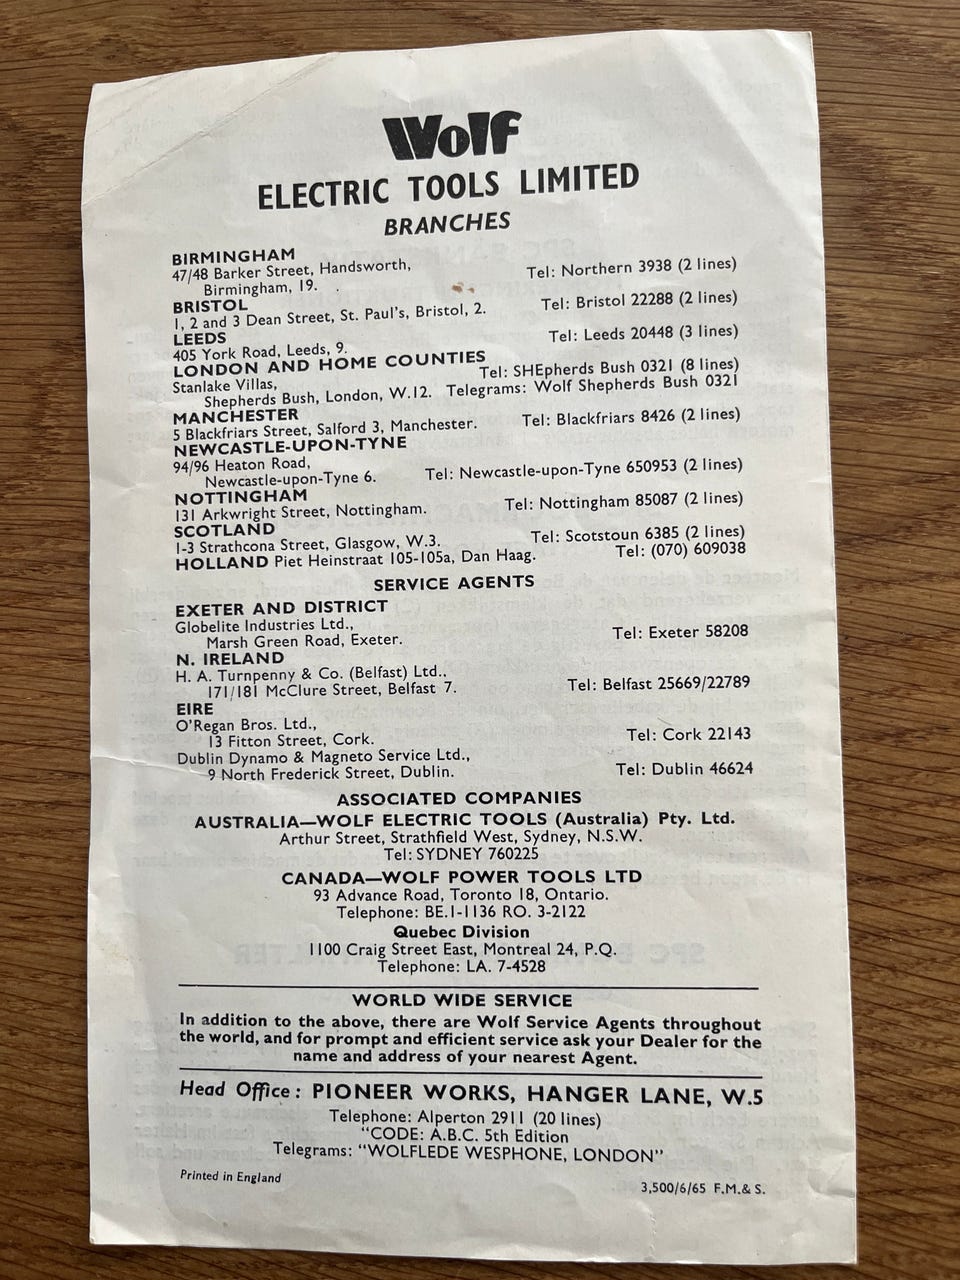 Wolf
ELECTRIC TOOLS LIMITED
BRANCHES
BIRMINGHAM
47/48 Barker Street, Handsworth,
Birmingham, 19. Tel: Northern 3938 (2 lines)
BRISTOL
1, 2 and 3 Dean Street, St. Paul's, Bristol, 2. Tel: Bristol 22288 (2 lines)
LEEDS
405 York Road, Leeds, 9. Tel: Leeds 20448 (3 lines)
LONDON AND HOME COUNTIES
Stanlake Villas, Tel: SHEpherds Bush 0321 (8 lines)
Shepherds Bush, London, W.12. Telegrams: Wolf Shepherds Bush 0321
MANCHESTER
5 Blackfriars Street, Salford 3, Manchester. Tel: Blackfriars 8426 (2 lines)
NEWCASTLE-UPON-TYNE
94/96 Heaton Road,
Newcastle-upon-Tyne 6. Tel: Newcastle-upon-Tyne 650953 (2 lines)
NOTTINGHAM
131 Arkwright Street, Nottingham. Tel: Nottingham 85087 (2 lines)
SCOTLAND
1-3 Strathcona Street, Glasgow, W.3. Tel: Scotstoun 6385 (2 lines)
HOLLAND Piet Heinstraat 105-105a, Dan Haag. Tel: (070) 609038
SERVICE AGENTS
EXETER AND DISTRICT
Globelite Industries Ltd.,
Marsh Green Road, Exeter. Tel: Exeter 58208
N. IRELAND
H. A. Turnpenny & Co. (Belfast) Ltd.,
171/181 McClure Street, Belfast 7. Tel: Belfast 25669/22789
EIRE
O'Regan Bros. Ltd.,
13 Fitton Street, Cork. Tel: Cork 22143
Dublin Dynamo & Magneto Service Ltd.,
9 North Frederick Street, Dublin. Tel: Dublin 46624
ASSOCIATED COMPANIES
AUSTRALIA—WOLF ELECTRIC TOOLS (Australia) Pty. Ltd.
Arthur Street, Strathfield West, Sydney, N.S.W.
Tel: SYDNEY 760225
CANADA—WOLF POWER TOOLS LTD
93 Advance Road, Toronto 18, Ontario.
Telephone: BE.1-1136 RO. 3-2122
Quebec Division
1100 Craig Street East, Montreal 24, P.Q.
Telephone: LA. 7-4528
WORLD WIDE SERVICE
In addition to the above, there are Wolf Service Agents throughout
the world, and for prompt and efficient service ask your Dealer for the
name and address of your nearest Agent.
Head Office: PIONEER WORKS, HANGER LANE, W.5
Telephone: Alperton 2911 (20 lines)
"CODE: A.B.C. 5th Edition
Telegrams: "WOLFLEDE WESPHONE, LONDON"
Printed in England
3,500/6/65 F.M.& S.